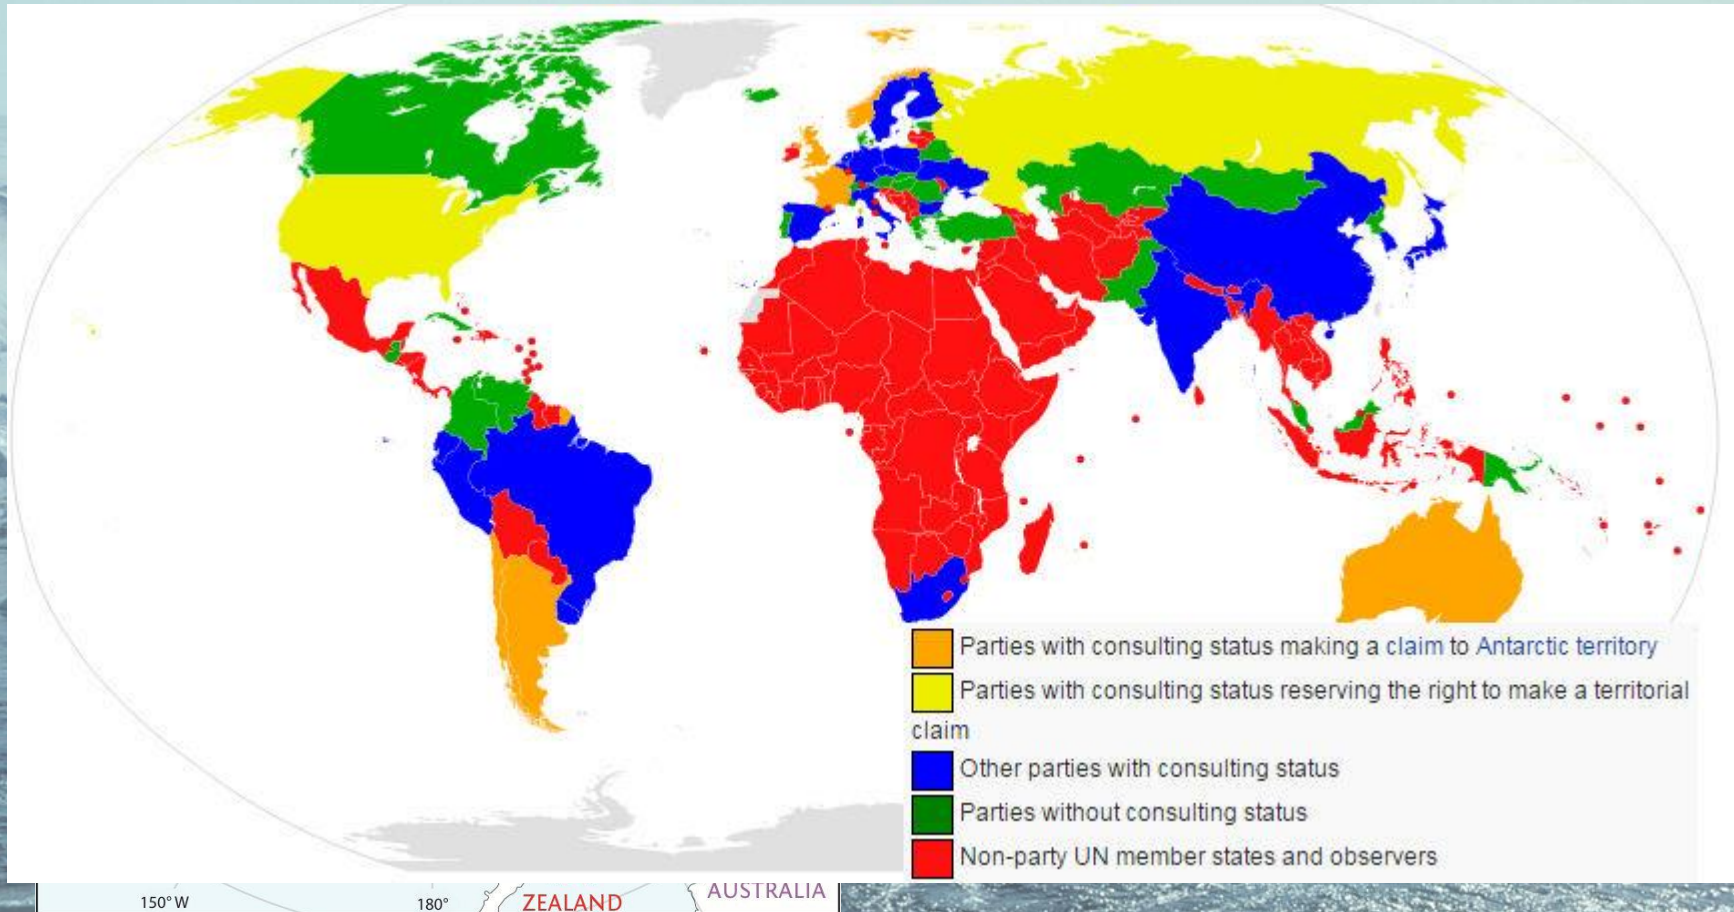 Parties with consulting status making a claim to Antarctic territory
Parties with consulting status reserving the right to make a territorial
claim
Other parties with consulting status
Parties without consulting status
Non-party UN member states and observers
150° W
180°
ZEALAND
AUSTRALIA